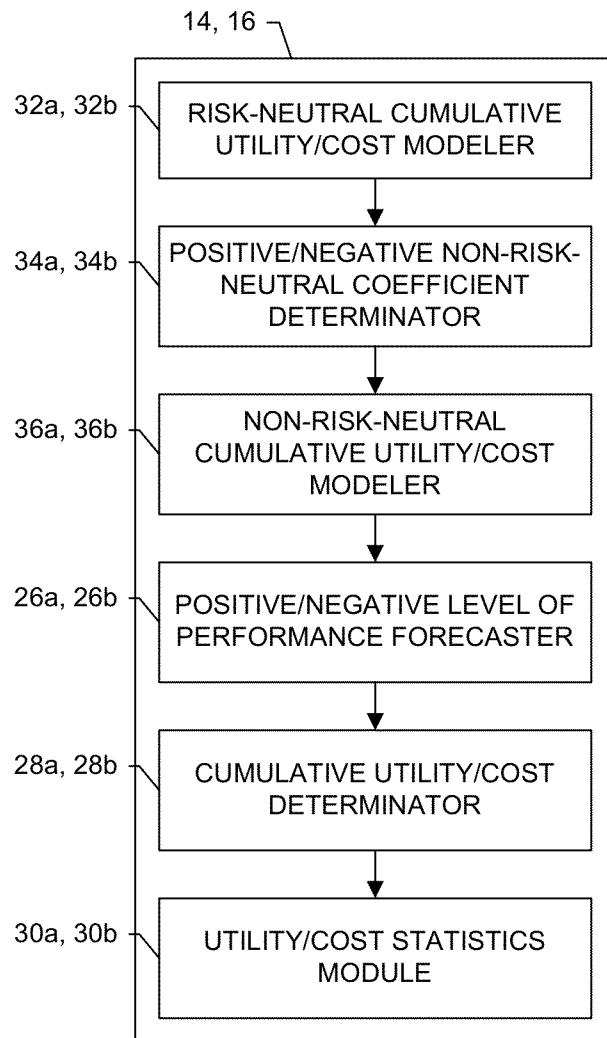 14, 16
32a, 32b
RISK-NEUTRAL CUMULATIVE
UTILITY/COST MODELER
34a, 34b
POSITIVE/NEGATIVE NON-RISK-
NEUTRAL COEFFICIENT
DETERMINATOR
36a, 36b
NON-RISK-NEUTRAL
CUMULATIVE UTILITY/COST
MODELER
26a, 26b
POSITIVE/NEGATIVE LEVEL OF
PERFORMANCE FORECASTER
28a, 28b
CUMULATIVE UTILITY/COST
DETERMINATOR
30a, 30b
UTILITY/COST STATISTICS
MODULE